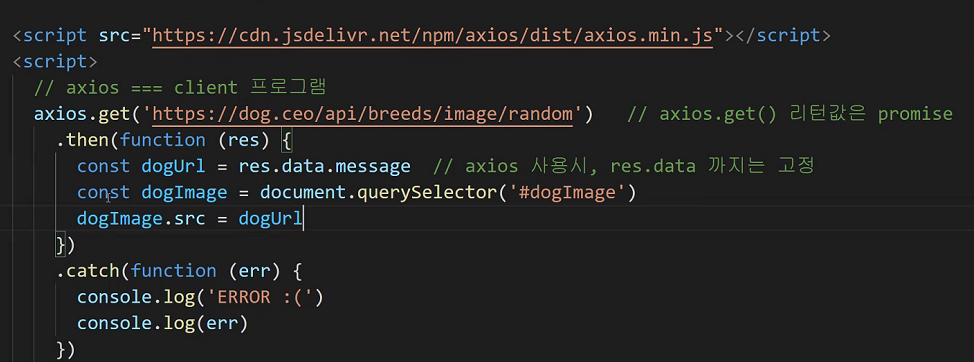 <script src="https://cdn.jsdelivr.net/npm/axios/dist/axios.min.js"></script>
<script>
// axios === client 프로그램
axios.get('https://dog.ceo/api/breeds/image/random') // axios.get() 리턴값은 promise
.then(function (res) {
const dogUrl = res.data.message // axios 사용시, res.data 까지는 고정
const dogImage = document.querySelector('#dogImage')
dogImage.src = dogUrl
})
.catch(function (err) {
console.log('ERROR :(')
console.log(err)
})